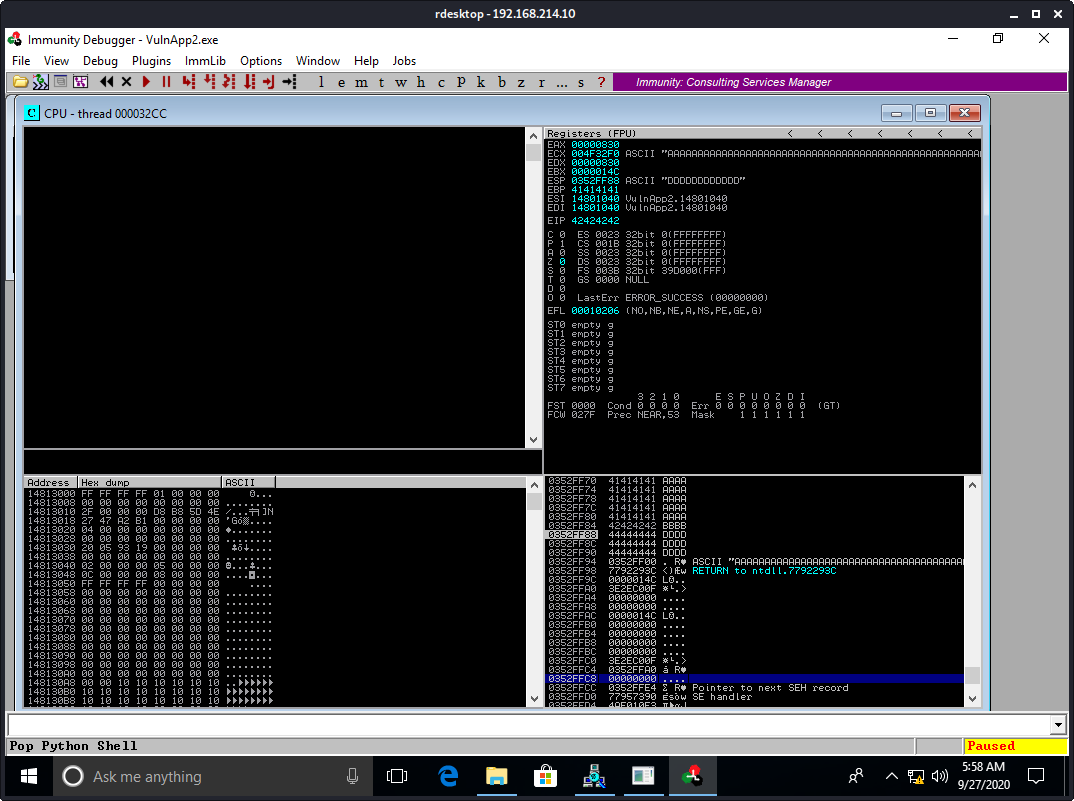 rdesktop - 192.168.214.10
Immunity Debugger - VulnApp2.exe
File View Debug Plugins ImmLib Options Window Help Jobs
l e m t w h c P k b z r ... s ?
Immunity: Consulting Services Manager
C CPU - thread 000032CC
Registers (FPU) < < < < < < <
EAX 00000830
ECX 004F32F0 ASCII "AAAAAAAAAAAAAAAAAAAAAAAAAAAAAAAAAAAAAAAAAAAAAAAAAAAA
EDX 00000830
EBX 0000014C
ESP 0352FF88 ASCII "DDDDDDDDDDDD"
EBP 41414141
ESI 14801040 VulnApp2.14801040
EDI 14801040 VulnApp2.14801040
EIP 42424242
C 0 ES 0023 32bit 0(FFFFFFFF)
P 1 CS 001B 32bit 0(FFFFFFFF)
A 0 SS 0023 32bit 0(FFFFFFFF)
Z 0 DS 0023 32bit 0(FFFFFFFF)
S 0 FS 003B 32bit 39D000(FFF)
T 0 GS 0000 NULL
D 0
O 0 LastErr ERROR_SUCCESS (00000000)
EFL 00010206 (NO,NB,NE,A,NS,PE,GE,G)
ST0 empty g
ST1 empty g
ST2 empty g
ST3 empty g
ST4 empty g
ST5 empty g
ST6 empty g
ST7 empty g
3 2 1 0 E S P U O Z D I
FST 0000 Cond 0 0 0 0 Err 0 0 0 0 0 0 0 0 (GT)
FCW 027F Prec NEAR,53 Mask 1 1 1 1 1 1
Address Hex dump ASCII
14813000 FF FF FF FF 01 00 00 00
14813008 00 00 00 00 00 00 00 00 ........
14813010 2F 00 00 00 D8 B8 5D 4E
14813018 27 47 A2 B1 00 00 00 00
14813020 04 00 00 00 00 00 00 00 ♦.......
14813028 00 00 00 00 00 00 00 00 ........
14813030 20 05 93 19 00 00 00 00
14813038 00 00 00 00 00 00 00 00 ........
14813040 02 00 00 00 05 00 00 00
14813048 0C 00 00 00 08 00 00 00
14813050 FF FF FF FF 00 00 00 00
14813058 00 00 00 00 00 00 00 00 ........
14813060 00 00 00 00 00 00 00 00 ........
14813068 00 00 00 00 00 00 00 00 ........
14813070 00 00 00 00 00 00 00 00 ........
14813078 00 00 00 00 00 00 00 00 ........
14813080 00 00 00 00 00 00 00 00 ........
14813088 00 00 00 00 00 00 00 00 ........
14813090 00 00 00 00 00 00 00 00 ........
14813098 00 00 00 00 00 00 00 00 ........
148130A0 00 00 00 00 00 00 00 00 ........
148130A8 00 00 10 10 10 10 10 10 ..►►►►►►
148130B0 10 10 10 10 10 10 10 10 ►►►►►►►►
148130B8 10 10 10 10 10 10 10 10 ►►►►►►►►
0352FF70 41414141 AAAA
0352FF74 41414141 AAAA
0352FF78 41414141 AAAA
0352FF7C 41414141 AAAA
0352FF80 41414141 AAAA
0352FF84 42424242 BBBB
0352FF88 44444444 DDDD
0352FF8C 44444444 DDDD
0352FF90 44444444 DDDD
0352FF94 0352FF00 . R♥ ASCII "AAAAAAAAAAAAAAAAAAAAAAAAAAAAAAAAAAAAAA
0352FF98 7792293C RETURN to ntdll.7792293C
0352FF9C 0000014C L☺..
0352FFA0 3E2EC00F
0352FFA4 00000000 ....
0352FFA8 00000000 ....
0352FFAC 0000014C L☺..
0352FFB0 00000000 ....
0352FFB4 00000000 ....
0352FFB8 00000000 ....
0352FFBC 00000000 ....
0352FFC0 3E2EC00F
0352FFC4 0352FFA0 á R♥
0352FFC8 00000000 ....
0352FFCC 0352FFE4 Σ R♥ Pointer to next SEH record
0352FFD0 77957390 SE handler
0352FFD4
Pop Python Shell
Paused
Ask me anything
5:58 AM
9/27/2020